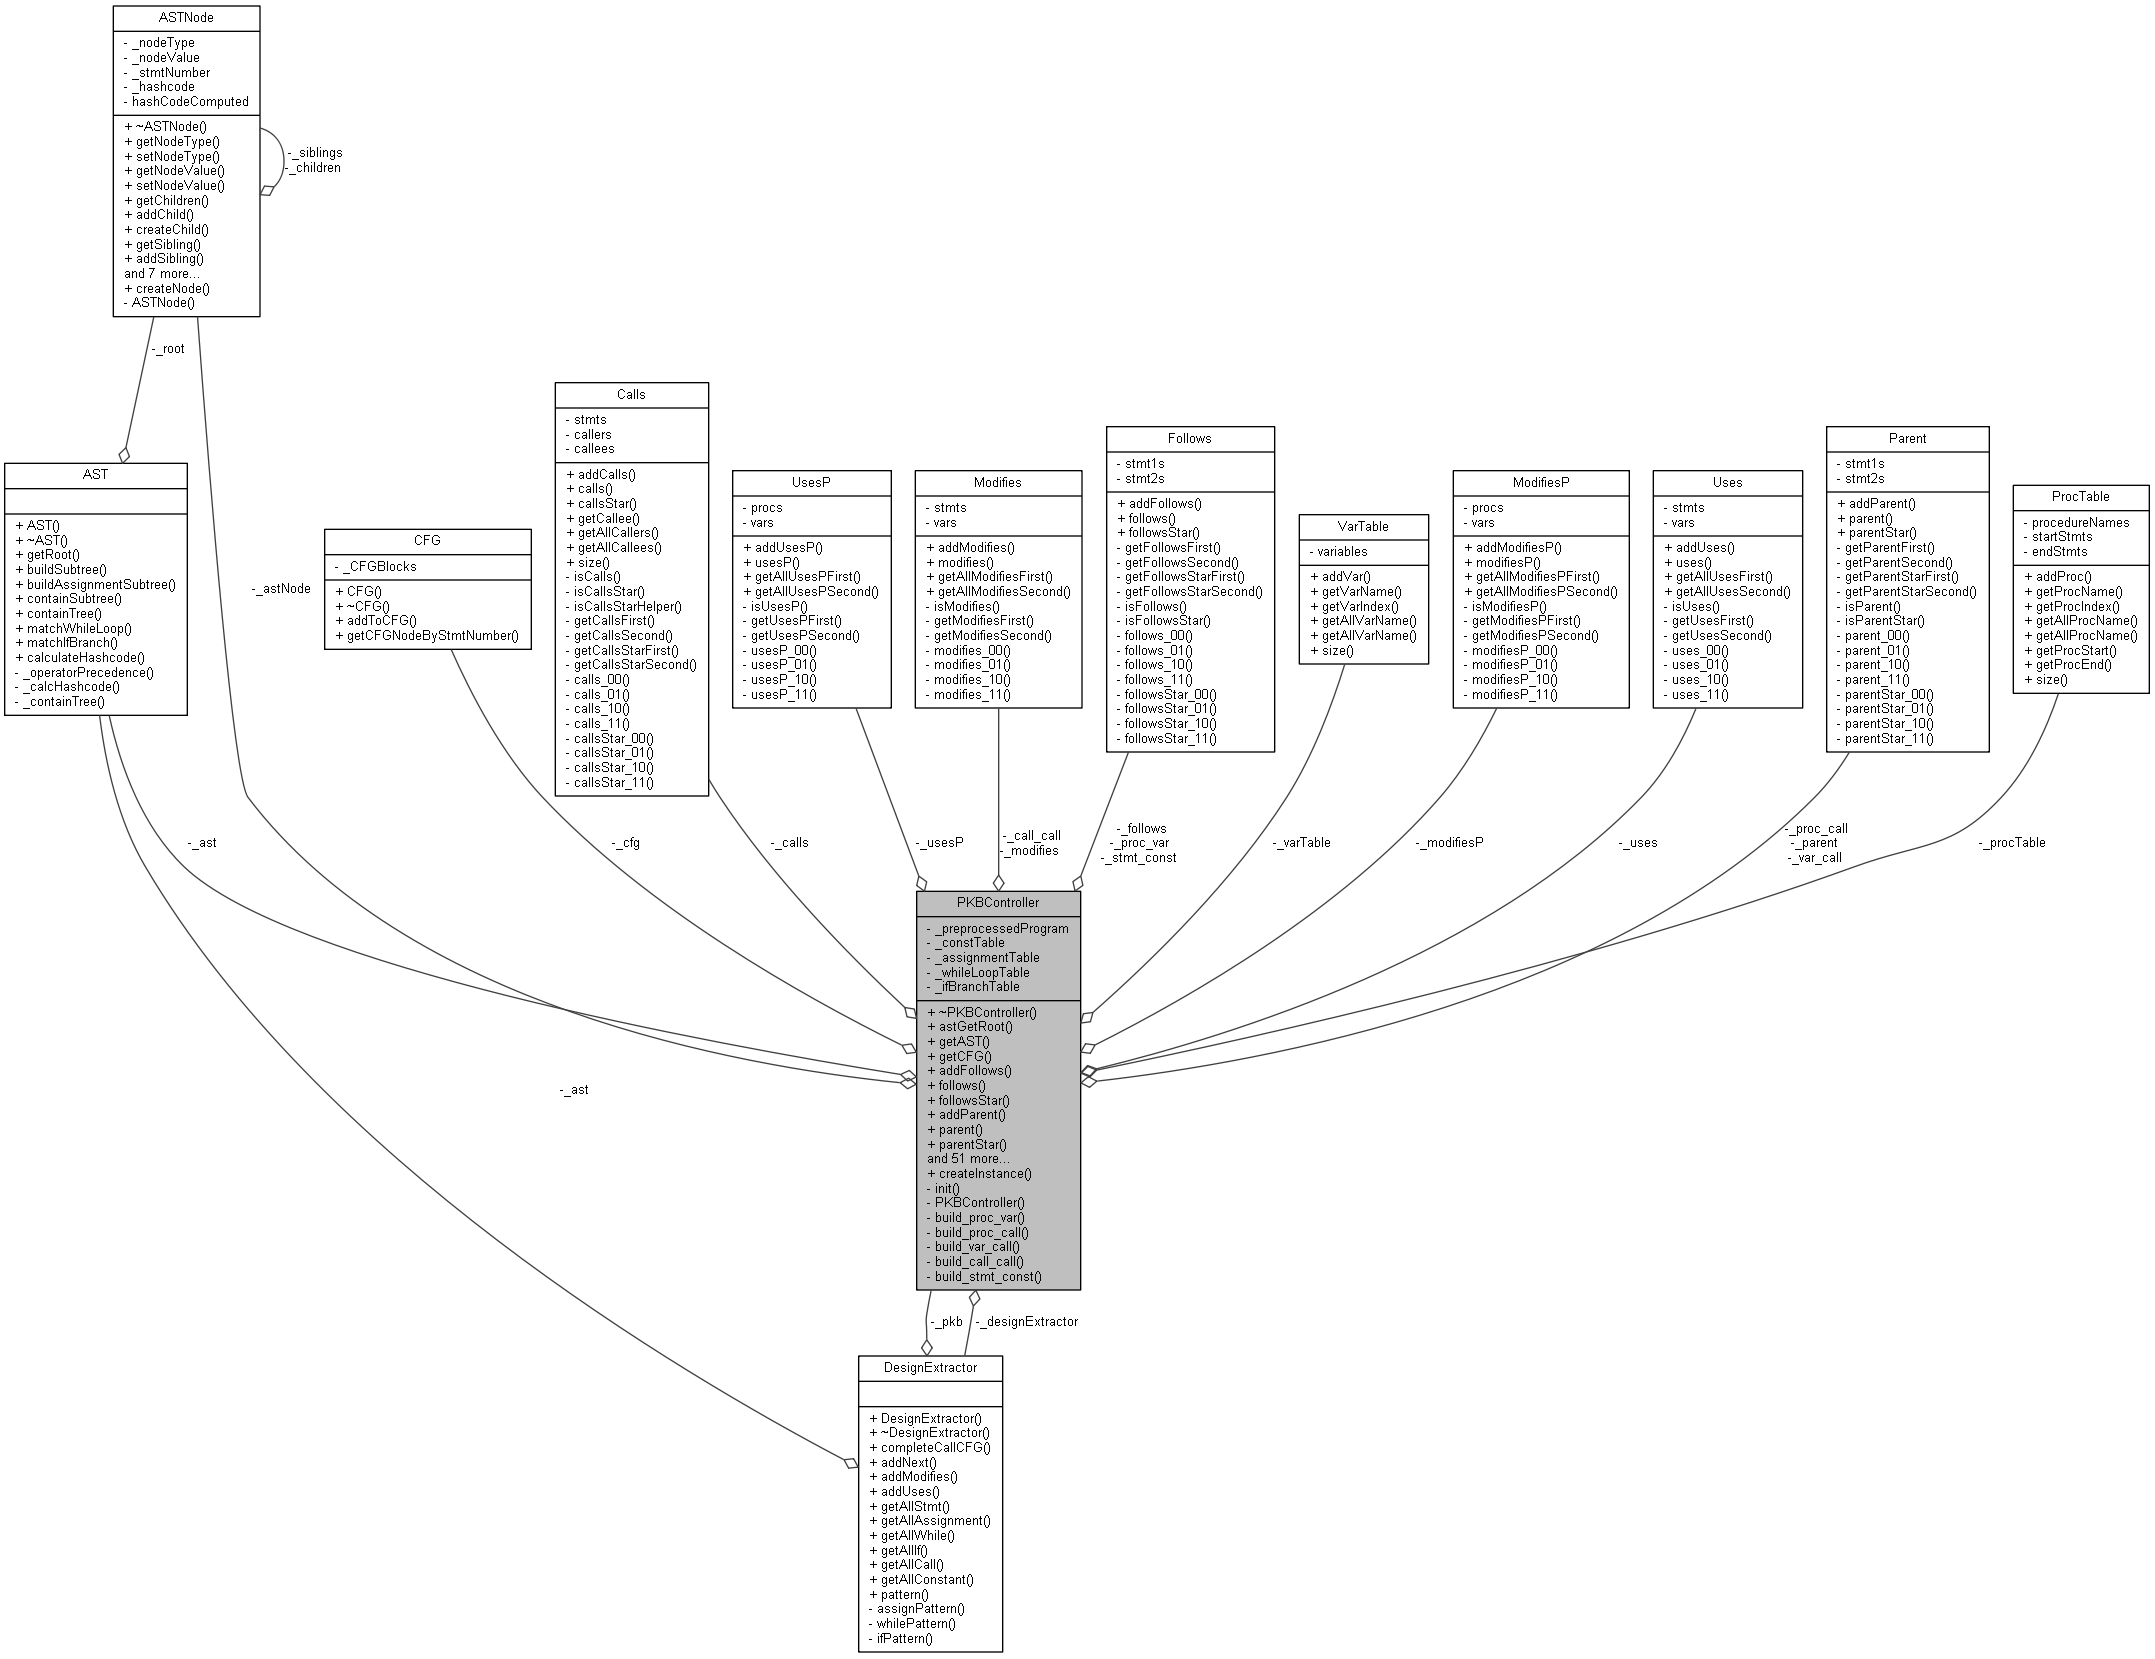 ASTNode
- _nodeType
- _nodeValue
- _stmtNumber
- _hashcode
- hashCodeComputed
+ ~ASTNode()
+ getNodeType()
+ setNodeType()
+ getNodeValue()
+ setNodeValue()
+ getChildren()
+ addChild()
+ createChild()
+ getSibling()
+ addSibling()
and 7 more...
+ createNode()
- ASTNode()
-_siblings
-_children
-_root
AST
+ AST()
+ ~AST()
+ getRoot()
+ buildSubtree()
+ buildAssignmentSubtree()
+ containSubtree()
+ containTree()
+ matchWhileLoop()
+ matchIfBranch()
+ calculateHashcode()
- _operatorPrecedence()
- _calcHashcode()
- _containTree()
-_astNode
CFG
- _CFGBlocks
+ CFG()
+ ~CFG()
+ addToCFG()
+ getCFGNodeByStmtNumber()
Calls
- stmts
- callers
- callees
+ addCalls()
+ calls()
+ callsStar()
+ getCallee()
+ getAllCallers()
+ getAllCallees()
+ size()
- isCalls()
- isCallsStar()
- isCallsStarHelper()
- getCallsFirst()
- getCallsSecond()
- getCallsStarFirst()
- getCallsStarSecond()
- calls_00()
- calls_01()
- calls_10()
- calls_11()
- callsStar_00()
- callsStar_01()
- callsStar_10()
- callsStar_11()
UsesP
- procs
- vars
+ addUsesP()
+ usesP()
+ getAllUsesPFirst()
+ getAllUsesPSecond()
- isUsesP()
- getUsesPFirst()
- getUsesPSecond()
- usesP_00()
- usesP_01()
- usesP_10()
- usesP_11()
Modifies
- stmts
- vars
+ addModifies()
+ modifies()
+ getAllModifiesFirst()
+ getAllModifiesSecond()
- isModifies()
- getModifiesFirst()
- getModifiesSecond()
- modifies_00()
- modifies_01()
- modifies_10()
- modifies_11()
Follows
- stmt1s
- stmt2s
+ addFollows()
+ follows()
+ followsStar()
- getFollowsFirst()
- getFollowsSecond()
- getFollowsStarFirst()
- getFollowsStarSecond()
- isFollows()
- isFollowsStar()
- follows_00()
- follows_01()
- follows_10()
- follows_11()
- followsStar_00()
- followsStar_01()
- followsStar_10()
- followsStar_11()
VarTable
- variables
+ addVar()
+ getVarName()
+ getVarIndex()
+ getAllVarName()
+ getAllVarName()
+ size()
ModifiesP
- procs
- vars
+ addModifiesP()
+ modifiesP()
+ getAllModifiesPFirst()
+ getAllModifiesPSecond()
- isModifiesP()
- getModifiesPFirst()
- getModifiesPSecond()
- modifiesP_00()
- modifiesP_01()
- modifiesP_10()
- modifiesP_11()
Uses
- stmts
- vars
+ addUses()
+ uses()
+ getAllUsesFirst()
+ getAllUsesSecond()
- isUses()
- getUsesFirst()
- getUsesSecond()
- uses_00()
- uses_01()
- uses_10()
- uses_11()
Parent
- stmt1s
- stmt2s
+ addParent()
+ parent()
+ parentStar()
- getParentFirst()
- getParentSecond()
- getParentStarFirst()
- getParentStarSecond()
- isParent()
- isParentStar()
- parent_00()
- parent_01()
- parent_10()
- parent_11()
- parentStar_00()
- parentStar_01()
- parentStar_10()
- parentStar_11()
ProcTable
- procedureNames
- startStmts
- endStmts
+ addProc()
+ getProcName()
+ getProcIndex()
+ getAllProcName()
+ getAllProcName()
+ getProcStart()
+ getProcEnd()
+ size()
-_ast
-_cfg
-_calls
-_usesP
-_call_call
-_modifies
-_follows
-_proc_var
-_stmt_const
-_varTable
-_modifiesP
-_uses
-_proc_call
-_parent
-_var_call
-_procTable
PKBController
- _preprocessedProgram
- _constTable
- _assignmentTable
- _whileLoopTable
- _ifBranchTable
+ ~PKBController()
+ astGetRoot()
+ getAST()
+ getCFG()
+ addFollows()
+ follows()
+ followsStar()
+ addParent()
+ parent()
+ parentStar()
and 51 more...
+ createInstance()
- init()
- PKBController()
- build_proc_var()
- build_proc_call()
- build_var_call()
- build_call_call()
- build_stmt_const()
-_ast
-_pkb
-_designExtractor
DesignExtractor
+ DesignExtractor()
+ ~DesignExtractor()
+ completeCallCFG()
+ addNext()
+ addModifies()
+ addUses()
+ getAllStmt()
+ getAllAssignment()
+ getAllWhile()
+ getAllIf()
+ getAllCall()
+ getAllConstant()
+ pattern()
- assignPattern()
- whilePattern()
- ifPattern()